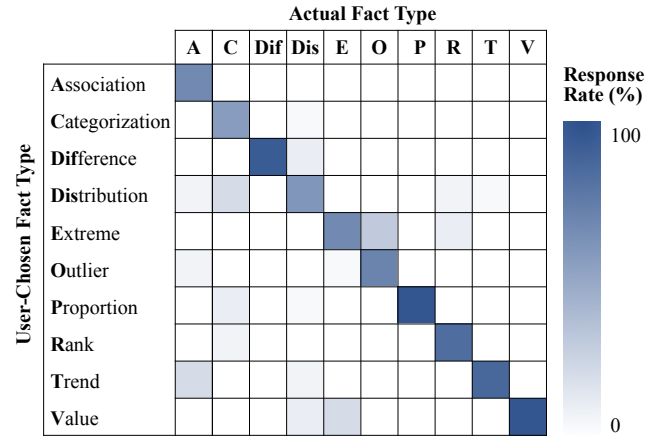 Actual Fact Type
A C Dif Dis E O P R T V
User-Chosen Fact Type
Association
Categorization
Difference
Distribution
Extreme
Outlier
Proportion
Rank
Trend
Value
Response
Rate (%)
100
0